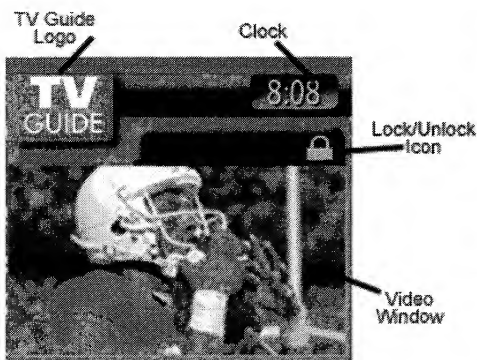 TV Guide
Logo
Clock
TV
GUIDE
8:08
Lock/Unlock
Icon
Video
Window